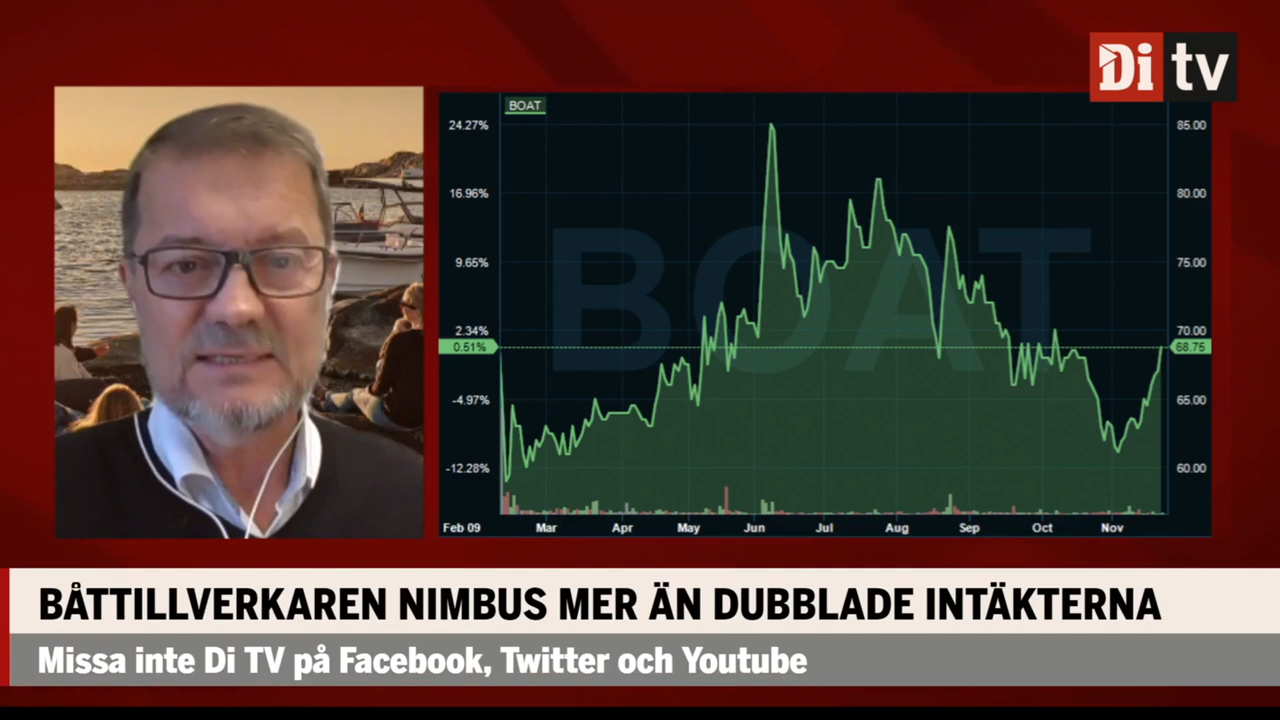 Di tv
BOAT
24.27%
16.96%
9.65%
2.34%
0.51%
-4.97%
-12.28%
BOAT
85.00
80.00
75.00
70.00
68.75
65.00
60.00
Feb 09 Mar Apr May Jun Jul Aug Sep Oct Nov
BÅTTILLVERKAREN NIMBUS MER ÄN DUBBLADE INTÄKTERNA
Missa inte Di TV på Facebook, Twitter och Youtube